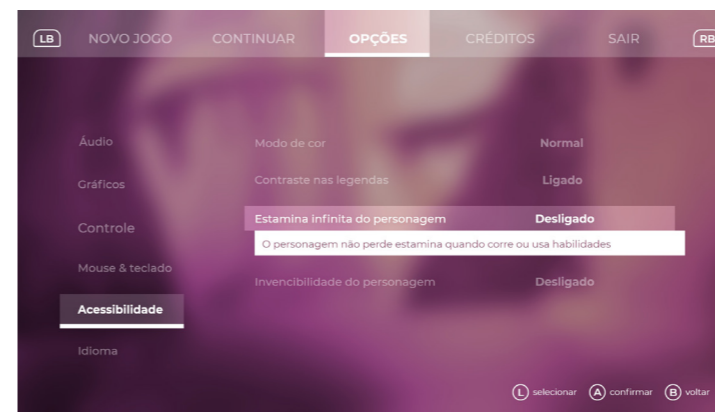 LB NOVO JOGO CONTINUAR OPÇÕES CRÉDITOS SAIR RB
Áudio Modo de cor Normal
Gráficos Contraste nas legendas Ligado
Controle Estamina infinita do personagem Desligado
O personagem não perde estamina quando corre ou usa habilidades
Mouse & teclado Invencibilidade do personagem Desligado
Acessibilidade
Idioma
L selecionar A confirmar B voltar